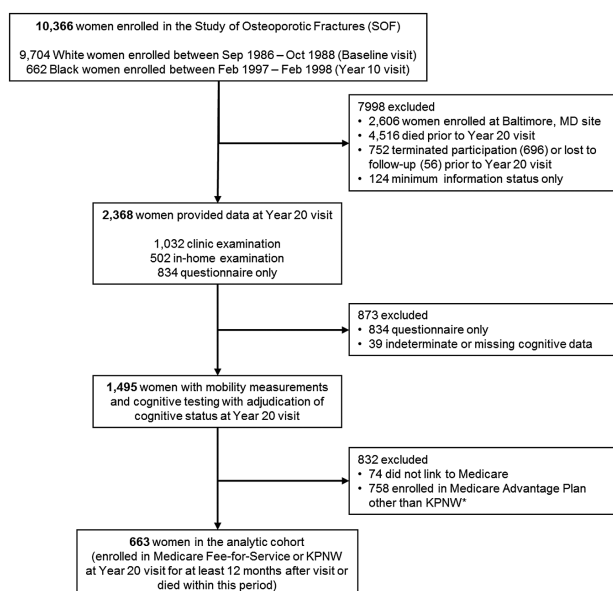 10,366 women enrolled in the Study of Osteoporotic Fractures (SOF)
9,704 White women enrolled between Sep 1986 – Oct 1988 (Baseline visit)
662 Black women enrolled between Feb 1997 – Feb 1998 (Year 10 visit)
7998 excluded
• 2,606 women enrolled at Baltimore, MD site
• 4,516 died prior to Year 20 visit
• 752 terminated participation (696) or lost to
follow-up (56) prior to Year 20 visit
• 124 minimum information status only
2,368 women provided data at Year 20 visit
1,032 clinic examination
502 in-home examination
834 questionnaire only
873 excluded
• 834 questionnaire only
• 39 indeterminate or missing cognitive data
1,495 women with mobility measurements
and cognitive testing with adjudication of
cognitive status at Year 20 visit
832 excluded
• 74 did not link to Medicare
• 758 enrolled in Medicare Advantage Plan
other than KPNW*
663 women in the analytic cohort
(enrolled in Medicare Fee-for-Service or KPNW
at Year 20 visit for at least 12 months after visit or
died within this period)